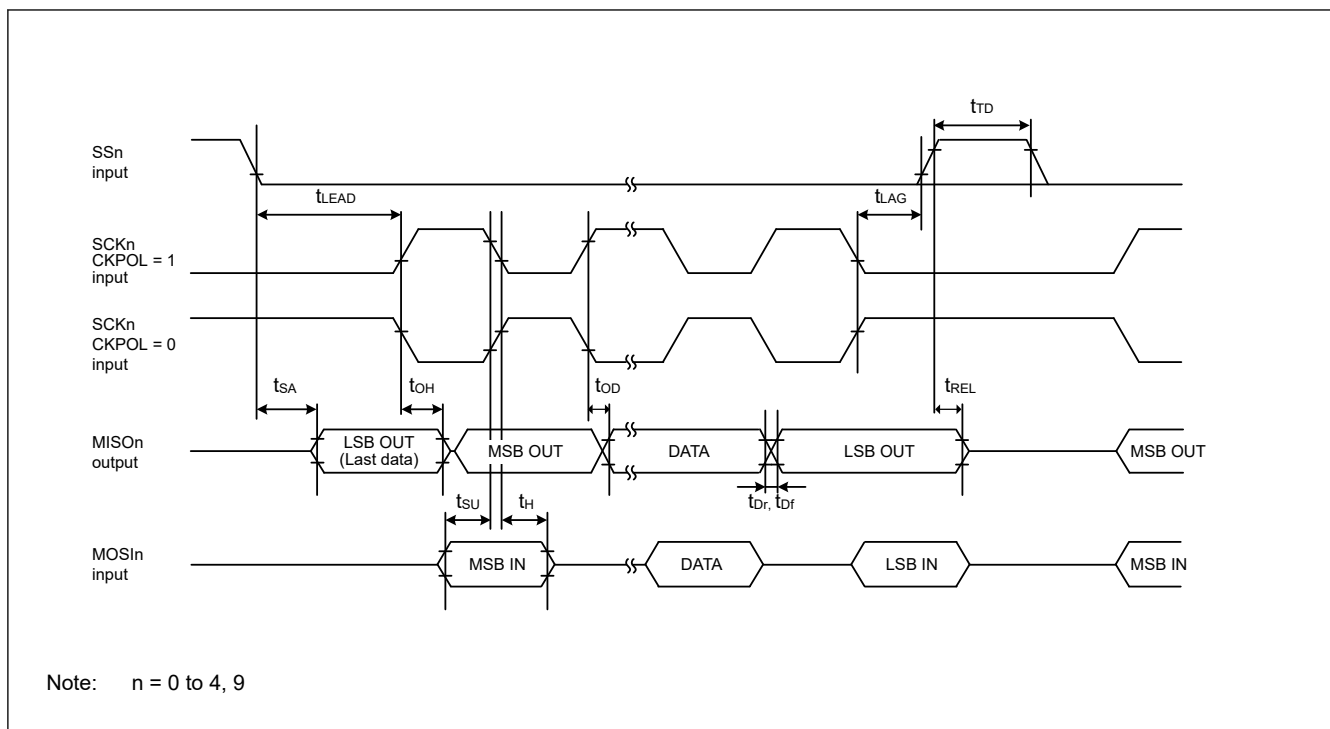 tTD
SSn
input
tLEAD
tLAG
SCKn
CKPOL = 1
input
SCKn
CKPOL = 0
input
tSA
tOH
tOD
tREL
MISOn
output
LSB OUT
(Last data)
MSB OUT
DATA
LSB OUT
MSB OUT
tSU
tH
tDr, tDf
MOSIn
input
MSB IN
DATA
LSB IN
MSB IN
Note: n = 0 to 4, 9